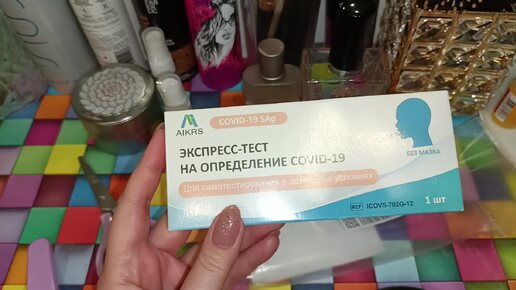 AIKRS
COVID-19 SAg
ЭКСПРЕСС-ТЕСТ
НА ОПРЕДЕЛЕНИЕ COVID-19
Для самотестирования в домашних условиях
БЕЗ МАЗКА
1 шт
REF ICOVS-702G-12